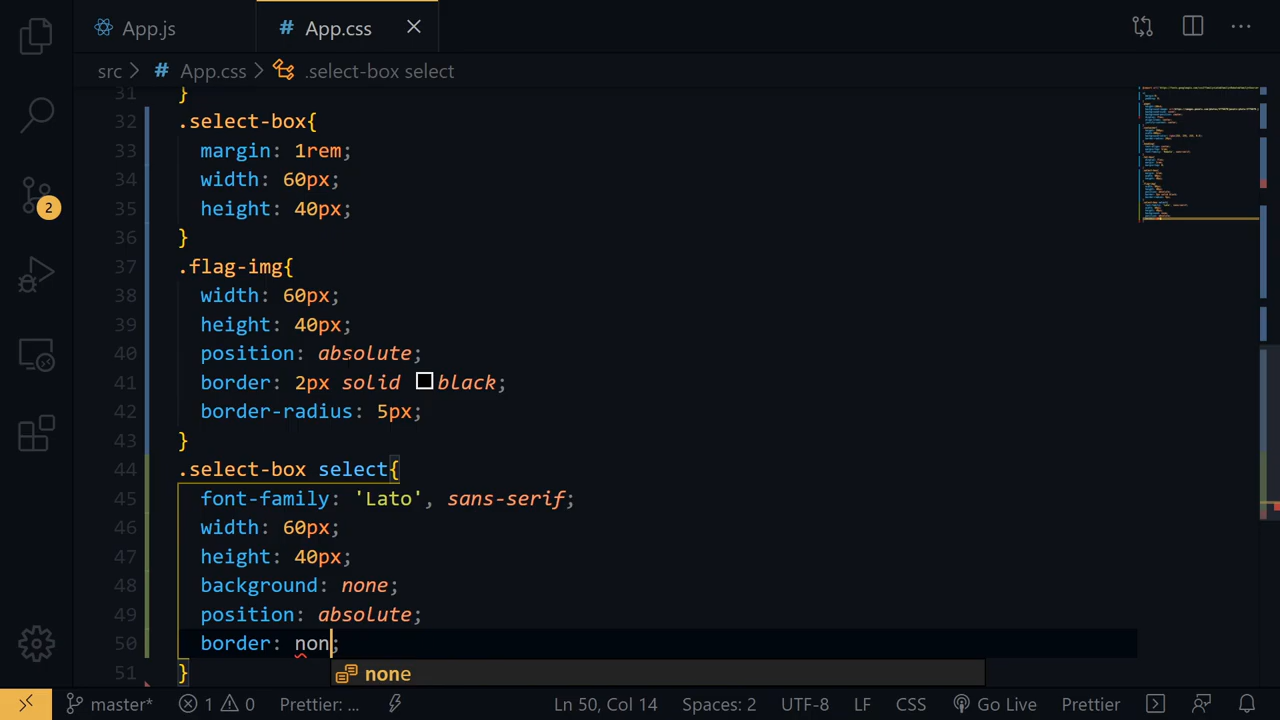 App.js
# App.css
src
# App.css
.select-box select
31 }
32 .select-box{
33 margin: 1rem;
34 width: 60px;
35 height: 40px;
36 }
37 .flag-img{
38 width: 60px;
39 height: 40px;
40 position: absolute;
41 border: 2px solid black;
42 border-radius: 5px;
43 }
44 .select-box select{
45 font-family: 'Lato', sans-serif;
46 width: 60px;
47 height: 40px;
48 background: none;
49 position: absolute;
50 border: non;
51 }
none
2
master*
1
0
Prettier: ...
Ln 50, Col 14
Spaces: 2
UTF-8
LF
CSS
Go Live
Prettier